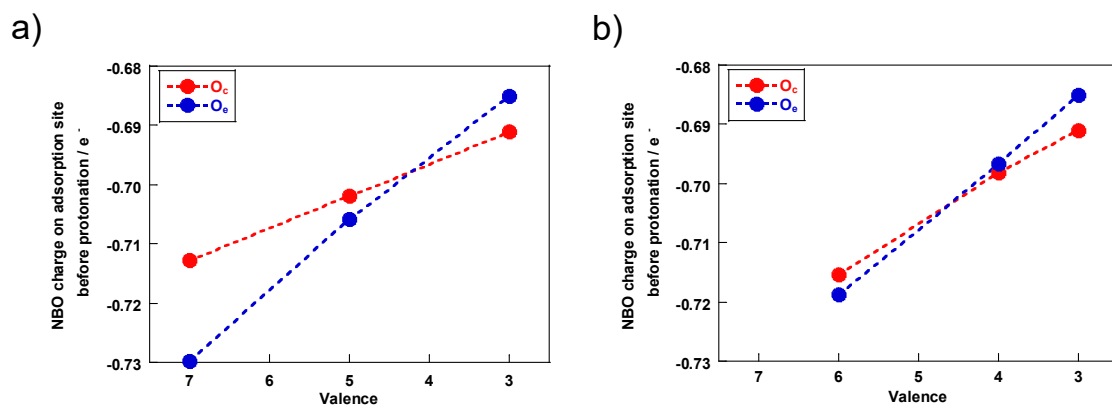 a)
-0.68
-0.69
-0.70
-0.71
-0.72
-0.73
NBO charge on adsorption site
before protonation / e⁻
Oc
Oe
7 6 5 4 3
Valence
b)
-0.68
-0.69
-0.70
-0.71
-0.72
-0.73
NBO charge on adsorption site
before protonation / e⁻
Oc
Oe
7 6 5 4 3
Valence